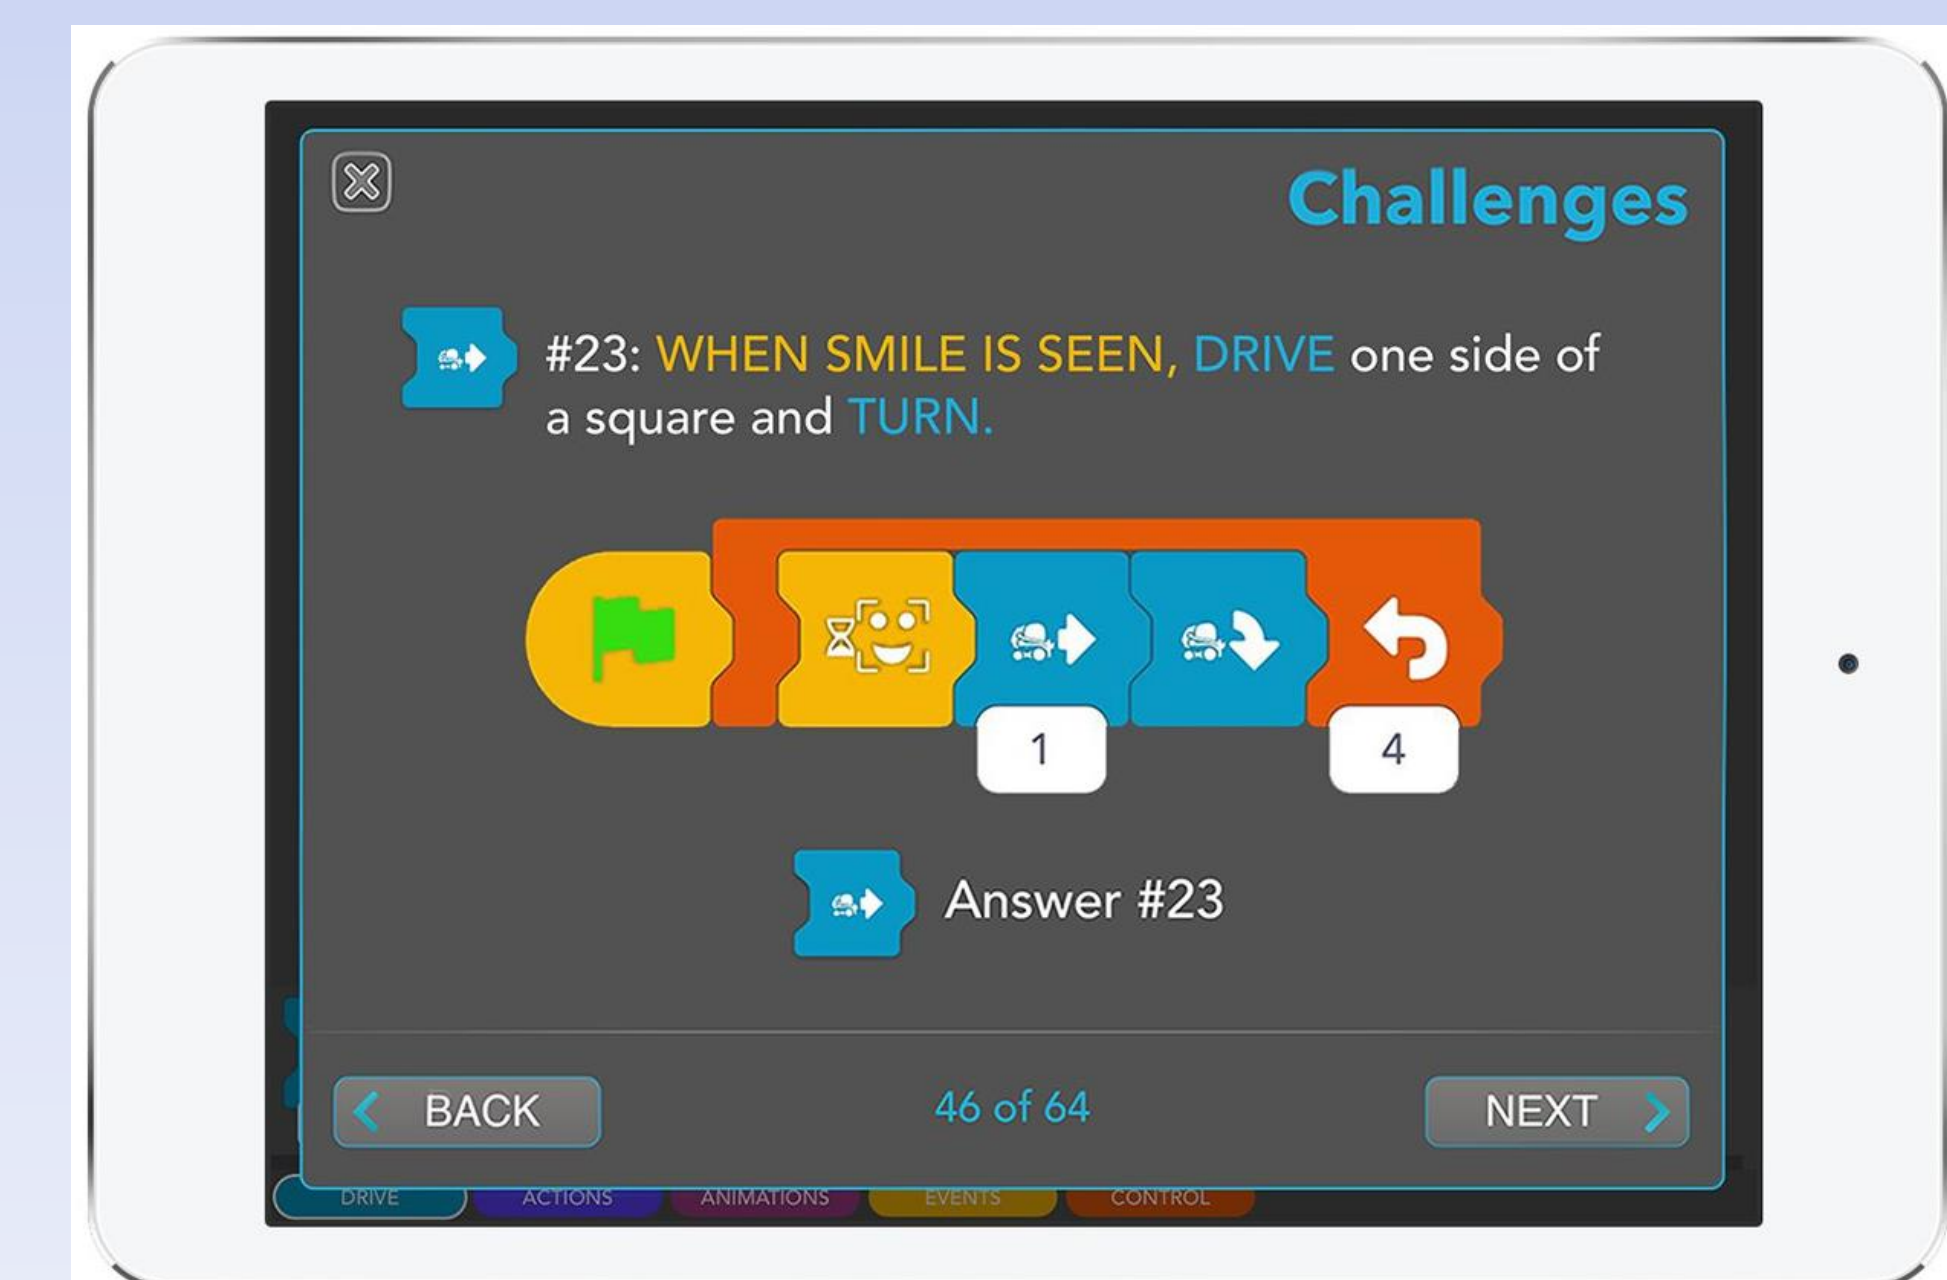 Challenges
#23: WHEN SMILE IS SEEN, DRIVE one side of
a square and TURN.
1
4
Answer #23
BACK
46 of 64
NEXT
DRIVE
ACTIONS
ANIMATIONS
EVENTS
CONTROL